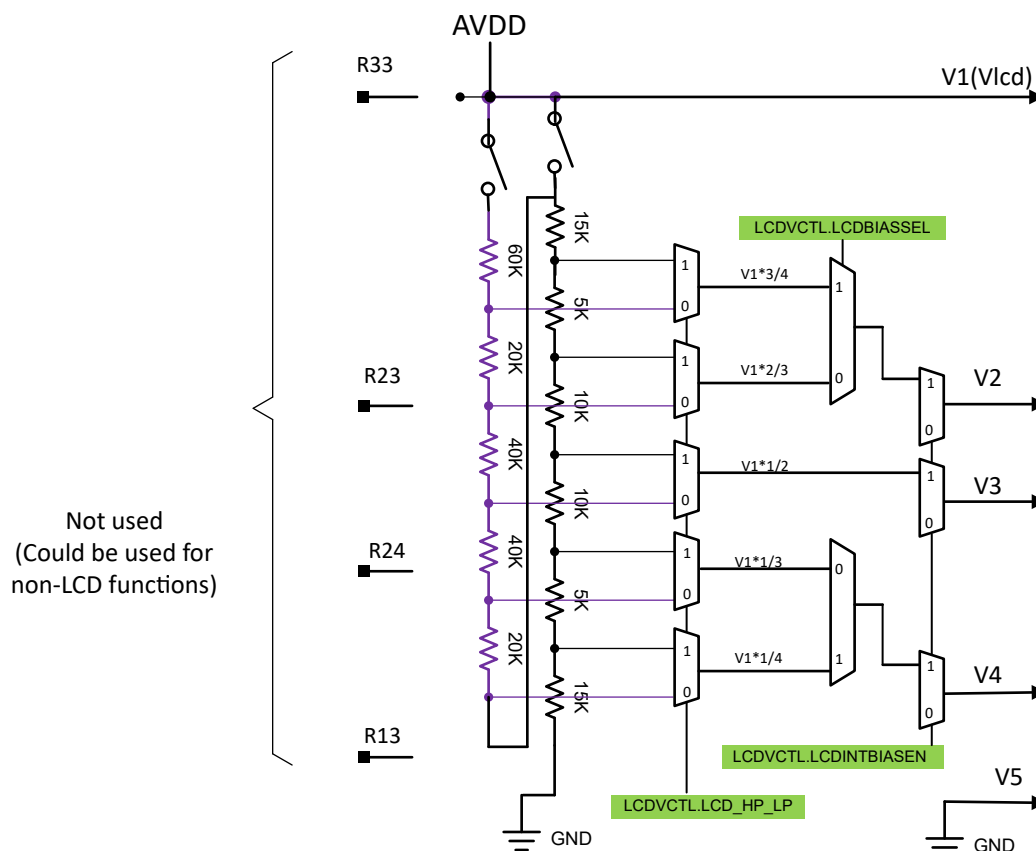 AVDD
R33
V1(Vlcd)
15K
LCDVCTL.LCDBIASSEL
60K
1
V1*3/4
1
0
5K
20K
1
V1*2/3
0
R23
0
1
V2
10K
0
40K
1
V1*1/2
1
V3
0
10K
0
Not used
(Could be used for
non-LCD functions)
R24
40K
1
V1*1/3
0
0
5K
20K
1
V1*1/4
1
1
V4
0
15K
0
R13
LCDVCTL.LCDINTBIASEN
V5
LCDVCTL.LCD_HP_LP
GND
GND